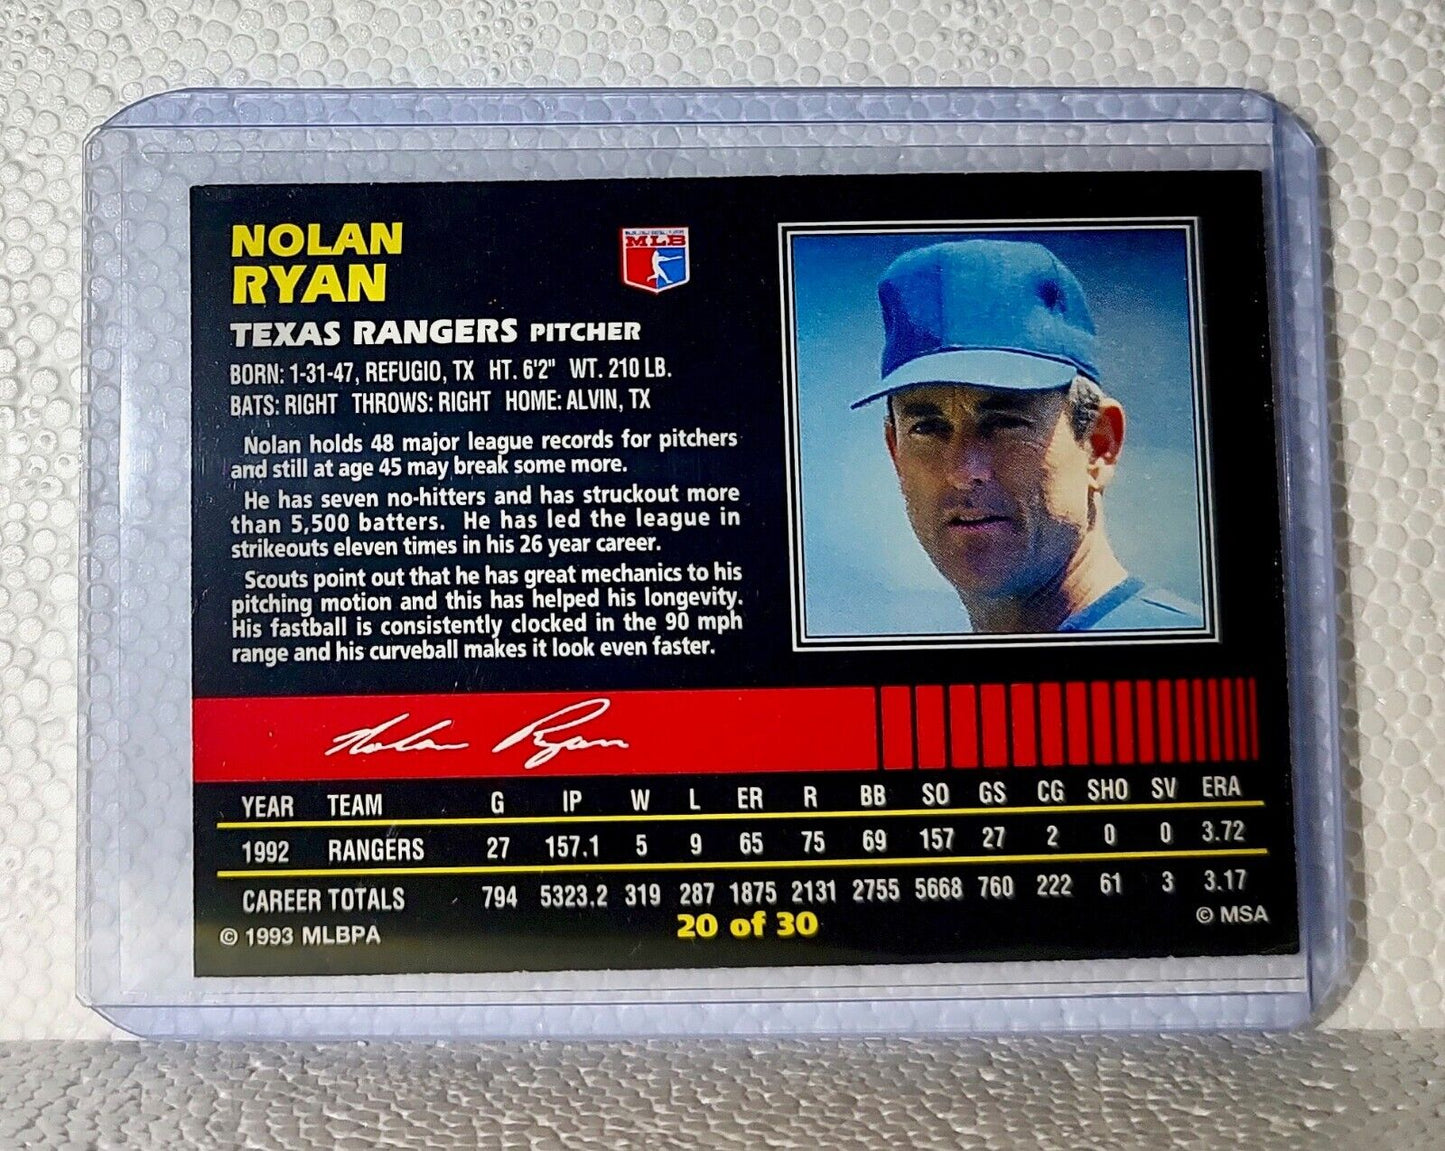 NOLAN
RYAN
MLB
TEXAS RANGERS PITCHER
BORN: 1-31-47, REFUGIO, TX HT. 6'2" WT. 210 LB.
BATS: RIGHT THROWS: RIGHT HOME: ALVIN, TX
Nolan holds 48 major league records for pitchers
and still at age 45 may break some more.
He has seven no-hitters and has struckout more
than 5,500 batters. He has led the league in
strikeouts eleven times in his 26 year career.
Scouts point out that he has great mechanics to his
pitching motion and this has helped his longevity.
His fastball is consistently clocked in the 90 mph
range and his curveball makes it look even faster.
Nolan Ryan
YEAR TEAM G IP W L ER R BB SO GS CG SHO SV ERA
1992 RANGERS 27 157.1 5 9 65 75 69 157 27 2 0 0 3.72
CAREER TOTALS 794 5323.2 319 287 1875 2131 2755 5668 760 222 61 3 3.17
© 1993 MLBPA 20 of 30 © MSA